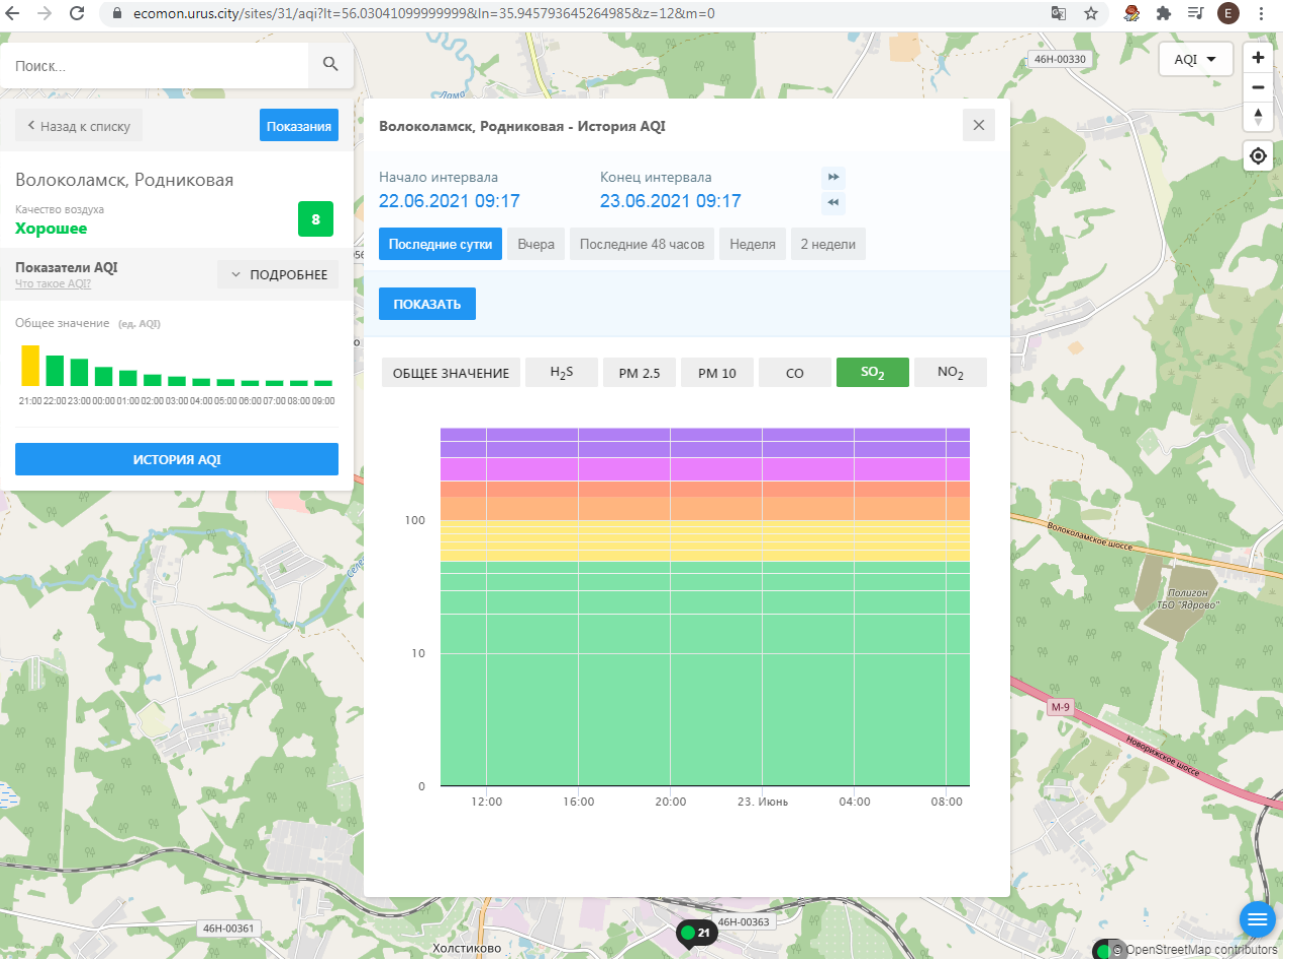 ecomon.urus.city/sites/31/aqi?lt=56.03041099999999&ln=35.945793645264985&z=12&m=0
E
Поиск...
46Н-00330
AQI
Назад к списку
Показания
Волоколамск, Родниковая - История AQI
Волоколамск, Родниковая
Качество воздуха
Хорошее
8
Начало интервала
Конец интервала
22.06.2021 09:17
23.06.2021 09:17
Последние сутки
Вчера
Последние 48 часов
Неделя
2 недели
Показатели AQI
Что такое AQI?
ПОДРОБНЕЕ
ПОКАЗАТЬ
Общее значение (ед. AQI)
21:00 22:00 23:00 00:00 01:00 02:00 03:00 04:00 05:00 06:00 07:00 08:00 09:00
ИСТОРИЯ AQI
ОБЩЕЕ ЗНАЧЕНИЕ
H2S
PM 2.5
PM 10
CO
SO2
NO2
100
10
0
12:00
16:00
20:00
23. Июнь
04:00
08:00
Волоколамское шоссе
Полигон
ТБО "Ядрово"
М-9
Новорижское шоссе
46Н-00361
46Н-00363
21
Холстиково
© OpenStreetMap contributors